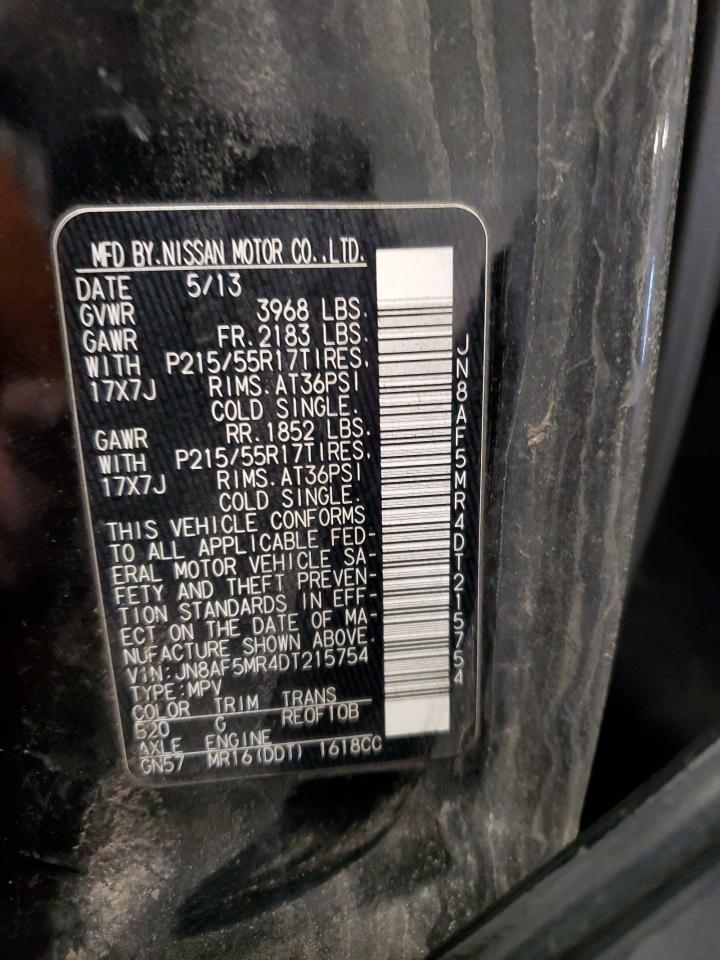 MFD BY.NISSAN MOTOR CO.,LTD.
DATE 5/13
GVWR 3968 LBS.
GAWR FR.2183 LBS.
WITH P215/55R17TIRES.
17X7J RIMS.AT36PSI
COLD SINGLE.
GAWR RR.1852 LBS.
WITH P215/55R17TIRES.
17X7J RIMS.AT36PSI
COLD SINGLE.
THIS VEHICLE CONFORMS
TO ALL APPLICABLE FED-
ERAL MOTOR VEHICLE SA-
FETY AND THEFT PREVEN-
TION STANDARDS IN EFF-
ECT ON THE DATE OF MA-
NUFACTURE SHOWN ABOVE.
VIN:JN8AF5MR4DT215754
TYPE:MPV
COLOR TRIM TRANS
B20 G RE0F10B
AXLE ENGINE
GN57 MR16(DDT) 1618CC
JN8AF5MR4DT215754